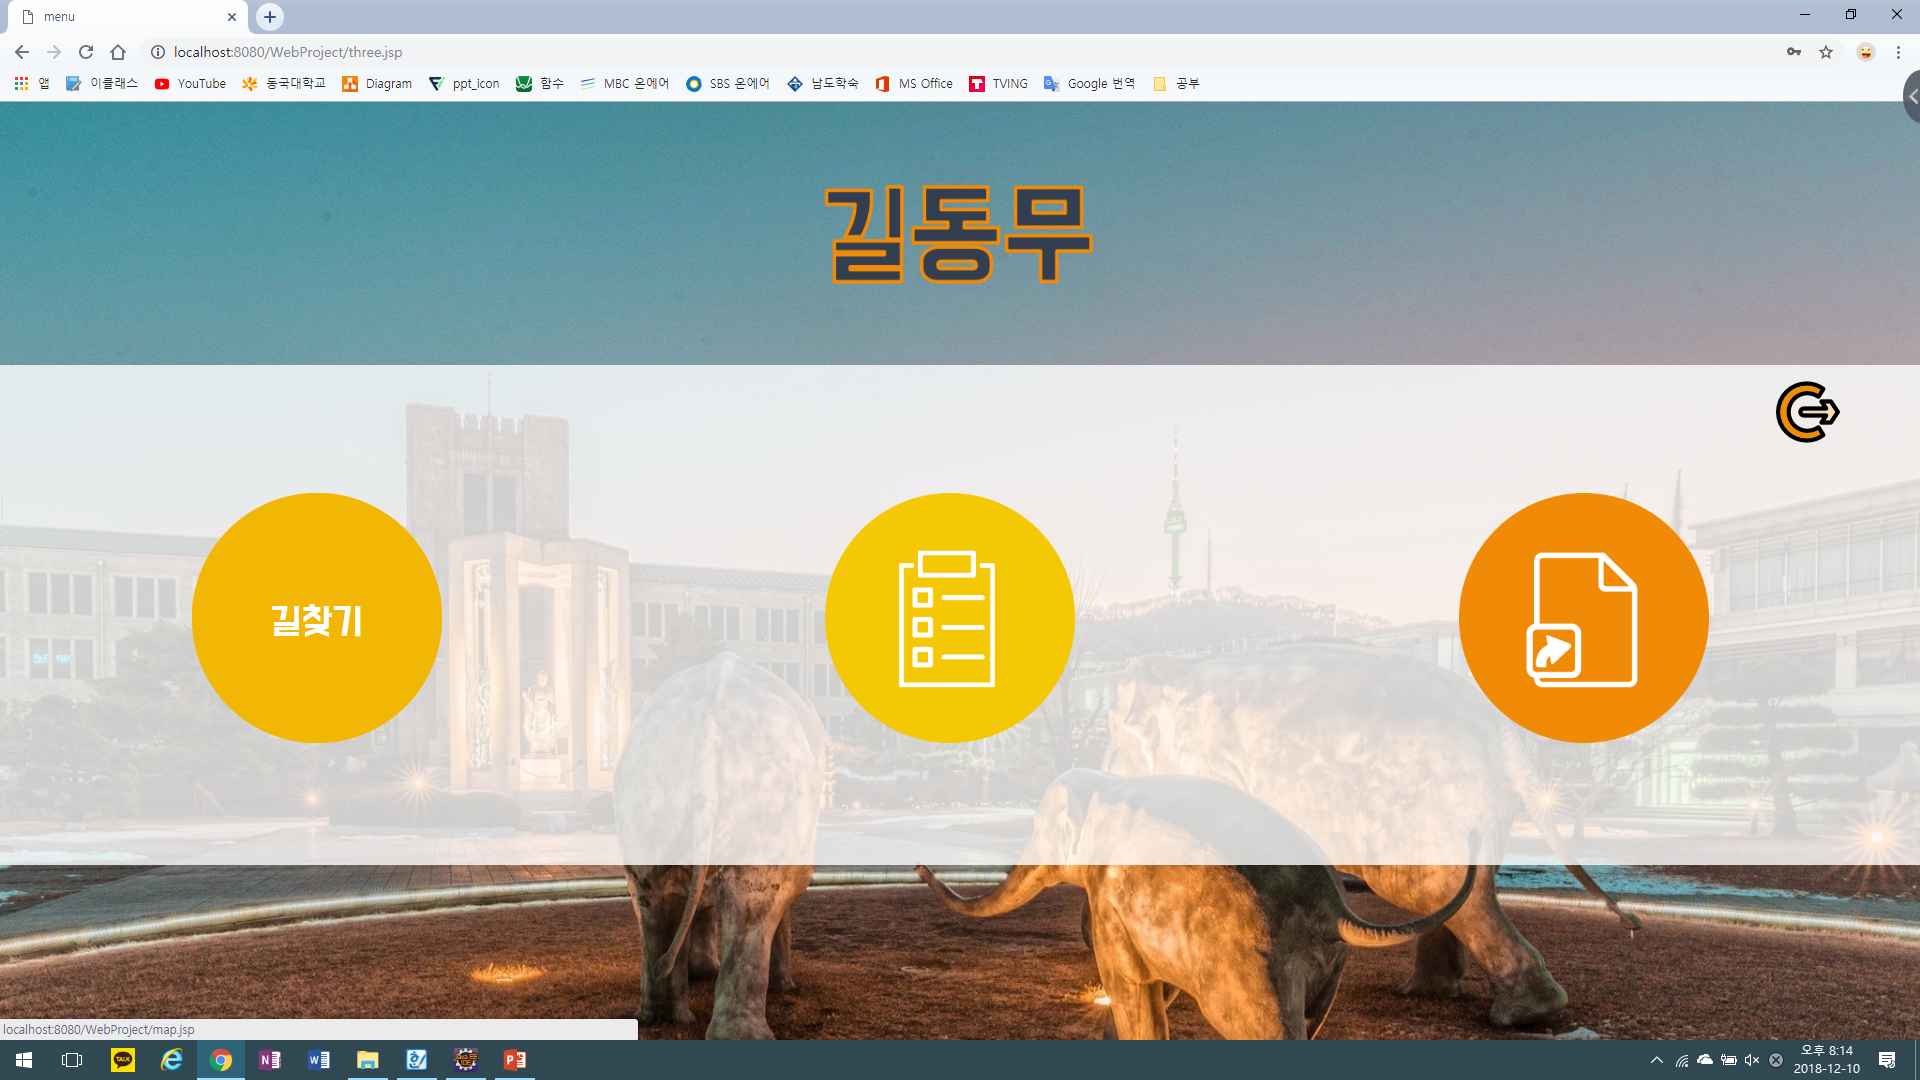 menu
localhost:8080/WebProject/three.jsp
앱 이클래스 YouTube 동국대학교 Diagram ppt_icon 함수 MBC 온에어 SBS 온에어 남도학숙 MS Office TVING Google 번역 공부
길동무
길찾기
localhost:8080/WebProject/map.jsp
TALK
오후 8:14
2018-12-10